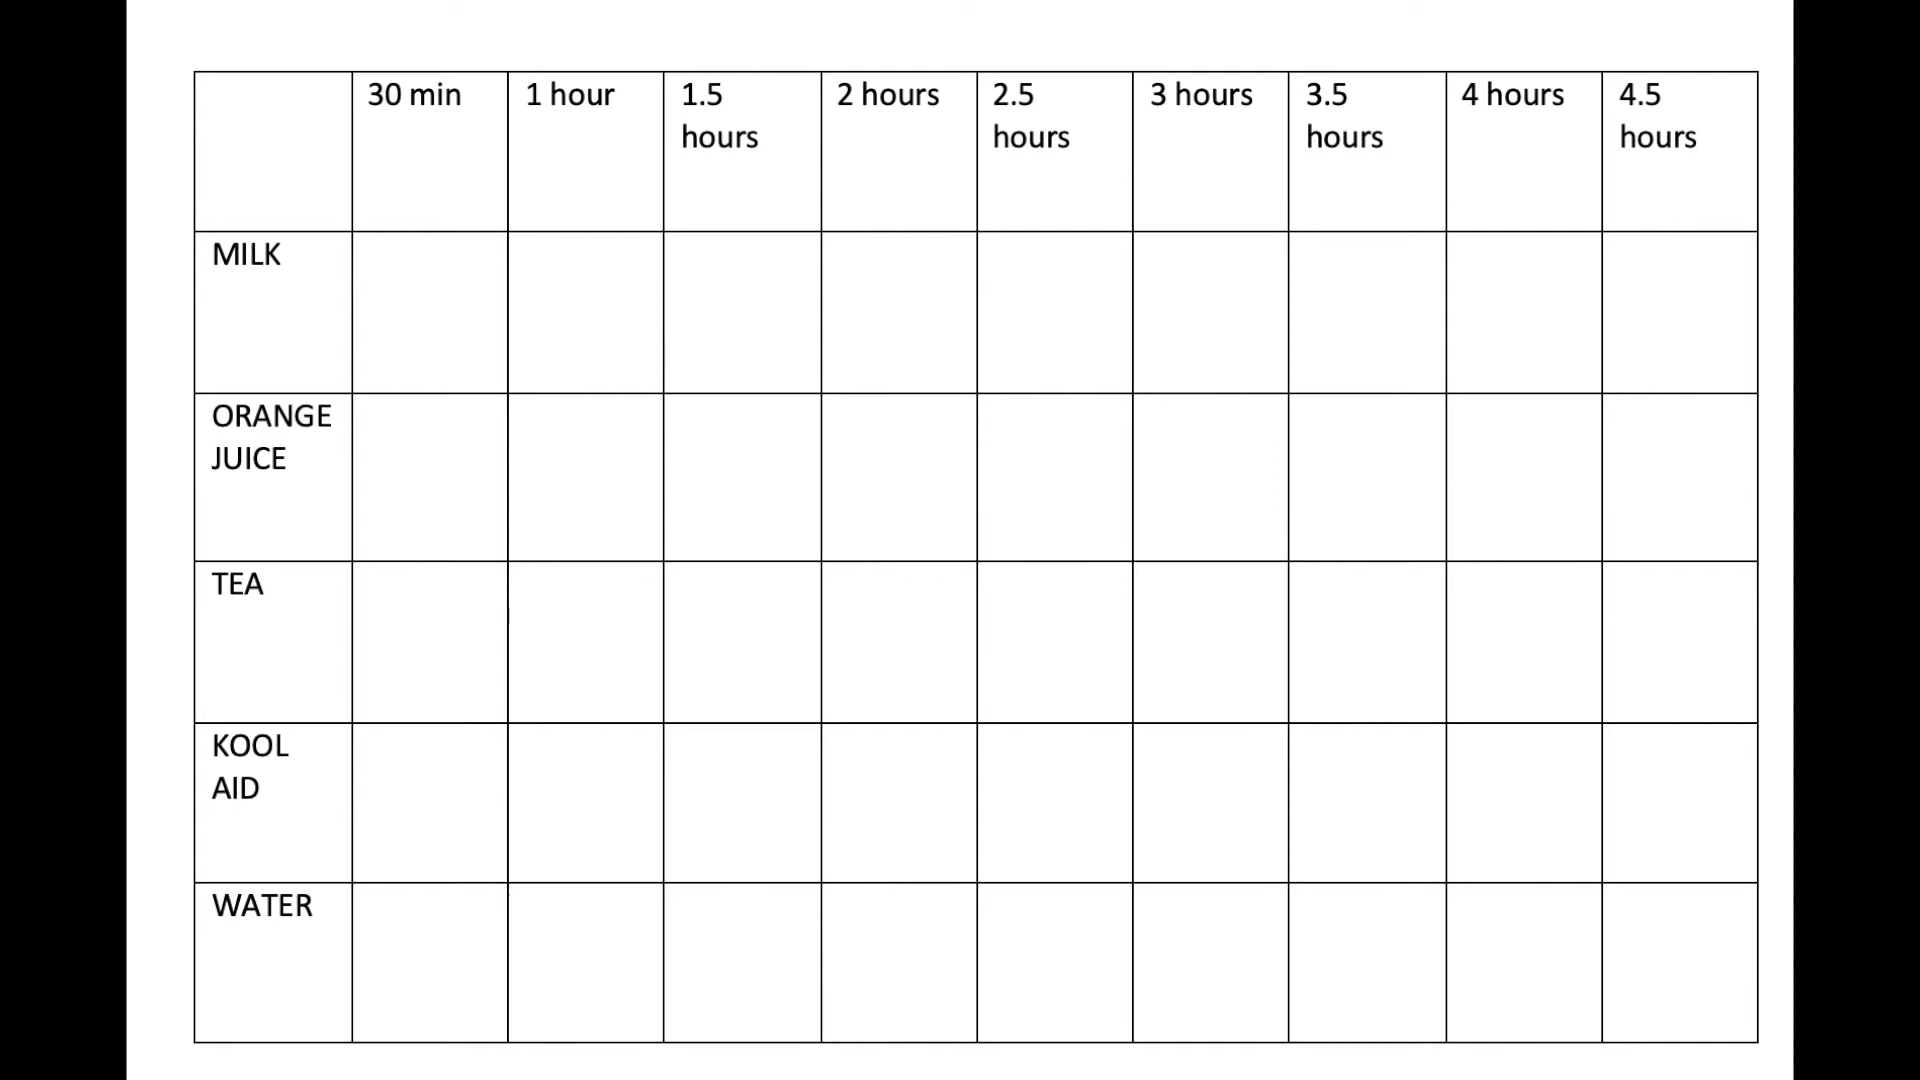 30 min 1 hour 1.5 2 hours 2.5 3 hours 3.5 4 hours 4.5
hours hours hours hours
MILK
ORANGE
JUICE
TEA
KOOL
AID
WATER